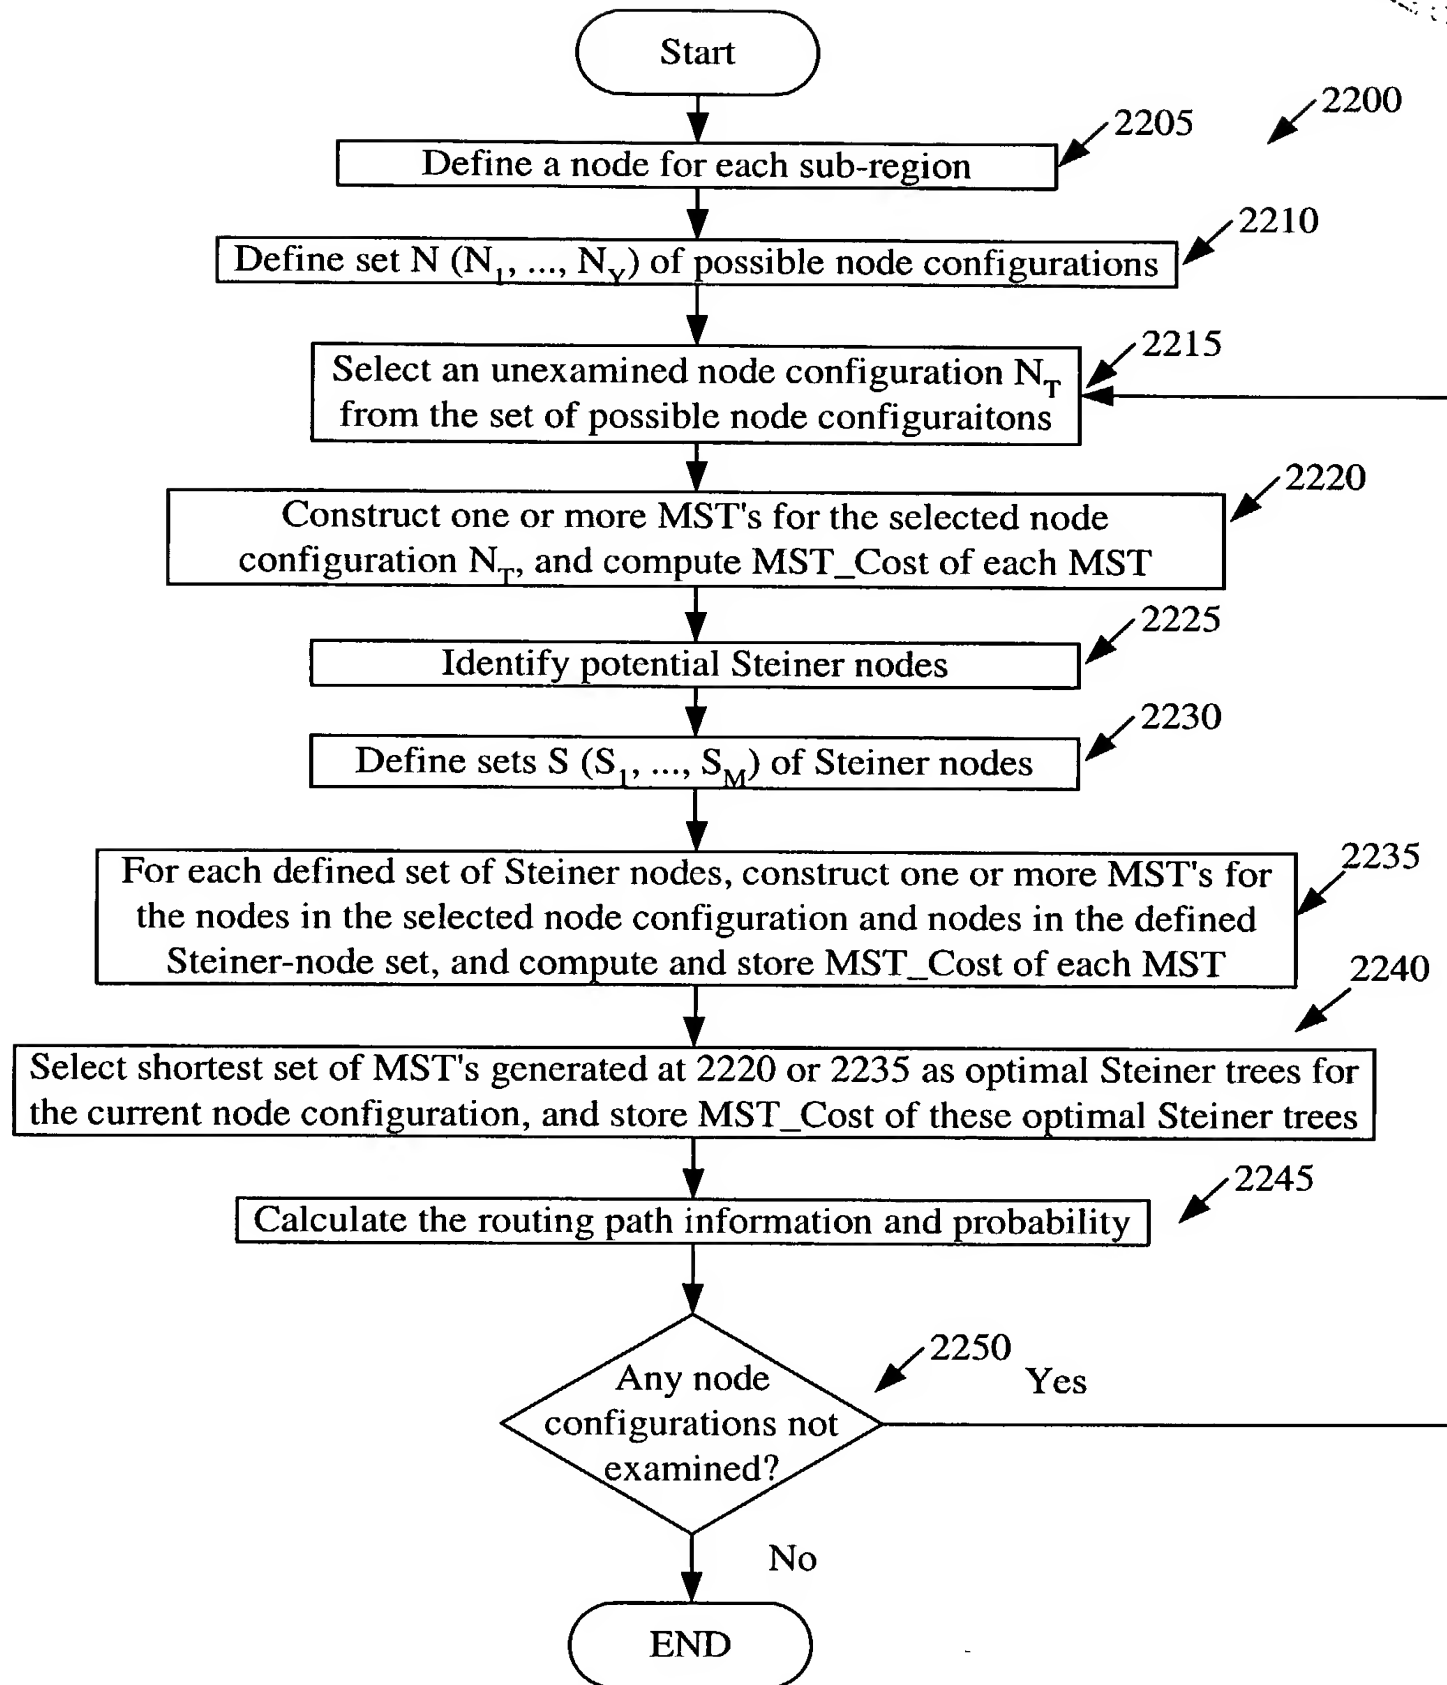 Start
2200
2205
Define a node for each sub-region
2210
Define set N (N1, ..., NY) of possible node configurations
2215
Select an unexamined node configuration NT
from the set of possible node configuraitons
2220
Construct one or more MST's for the selected node
configuration NT, and compute MST_Cost of each MST
2225
Identify potential Steiner nodes
2230
Define sets S (S1, ..., SM) of Steiner nodes
2235
For each defined set of Steiner nodes, construct one or more MST's for
the nodes in the selected node configuration and nodes in the defined
Steiner-node set, and compute and store MST_Cost of each MST
2240
Select shortest set of MST's generated at 2220 or 2235 as optimal Steiner trees for
the current node configuration, and store MST_Cost of these optimal Steiner trees
2245
Calculate the routing path information and probability
2250
Any node
configurations not
examined?
Yes
No
END